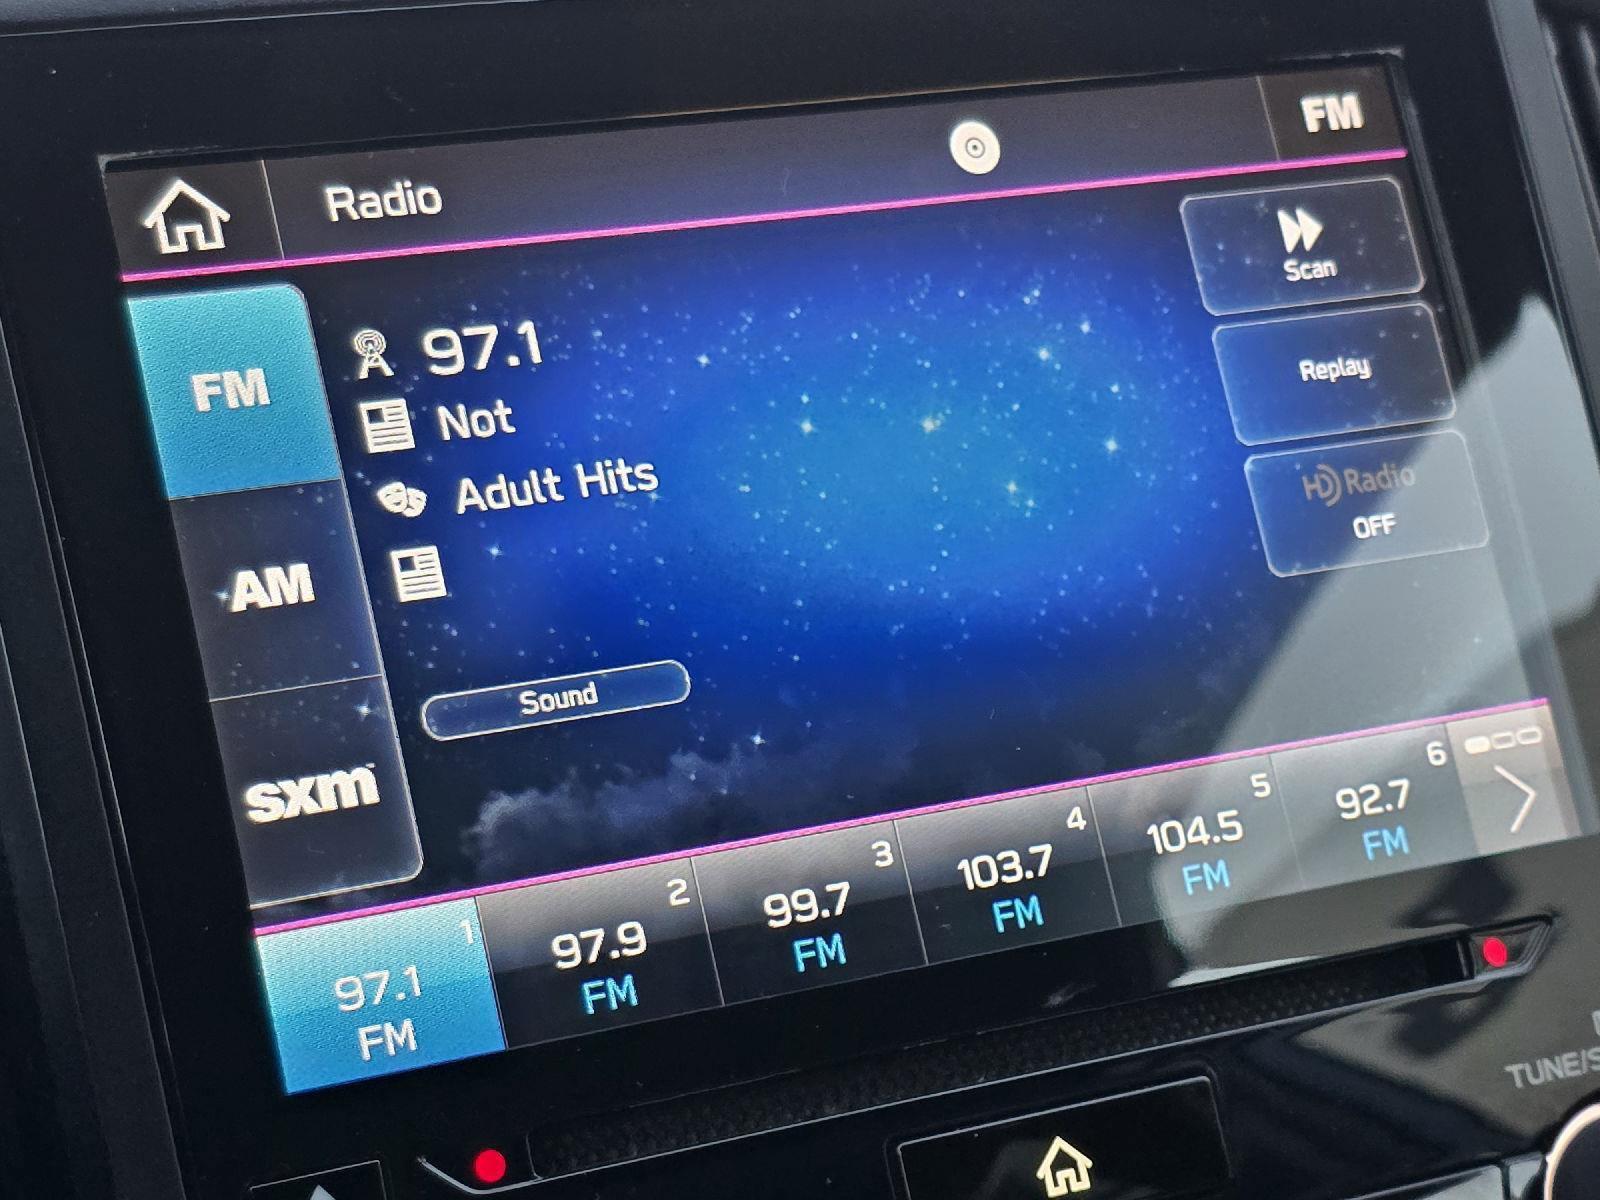 Radio
FM
FM
AM
sxm
97.1
Not
Adult Hits
Sound
Scan
Replay
HD Radio
OFF
1
97.1
FM
2
97.9
FM
3
99.7
FM
4
103.7
FM
5
104.5
FM
6
92.7
FM